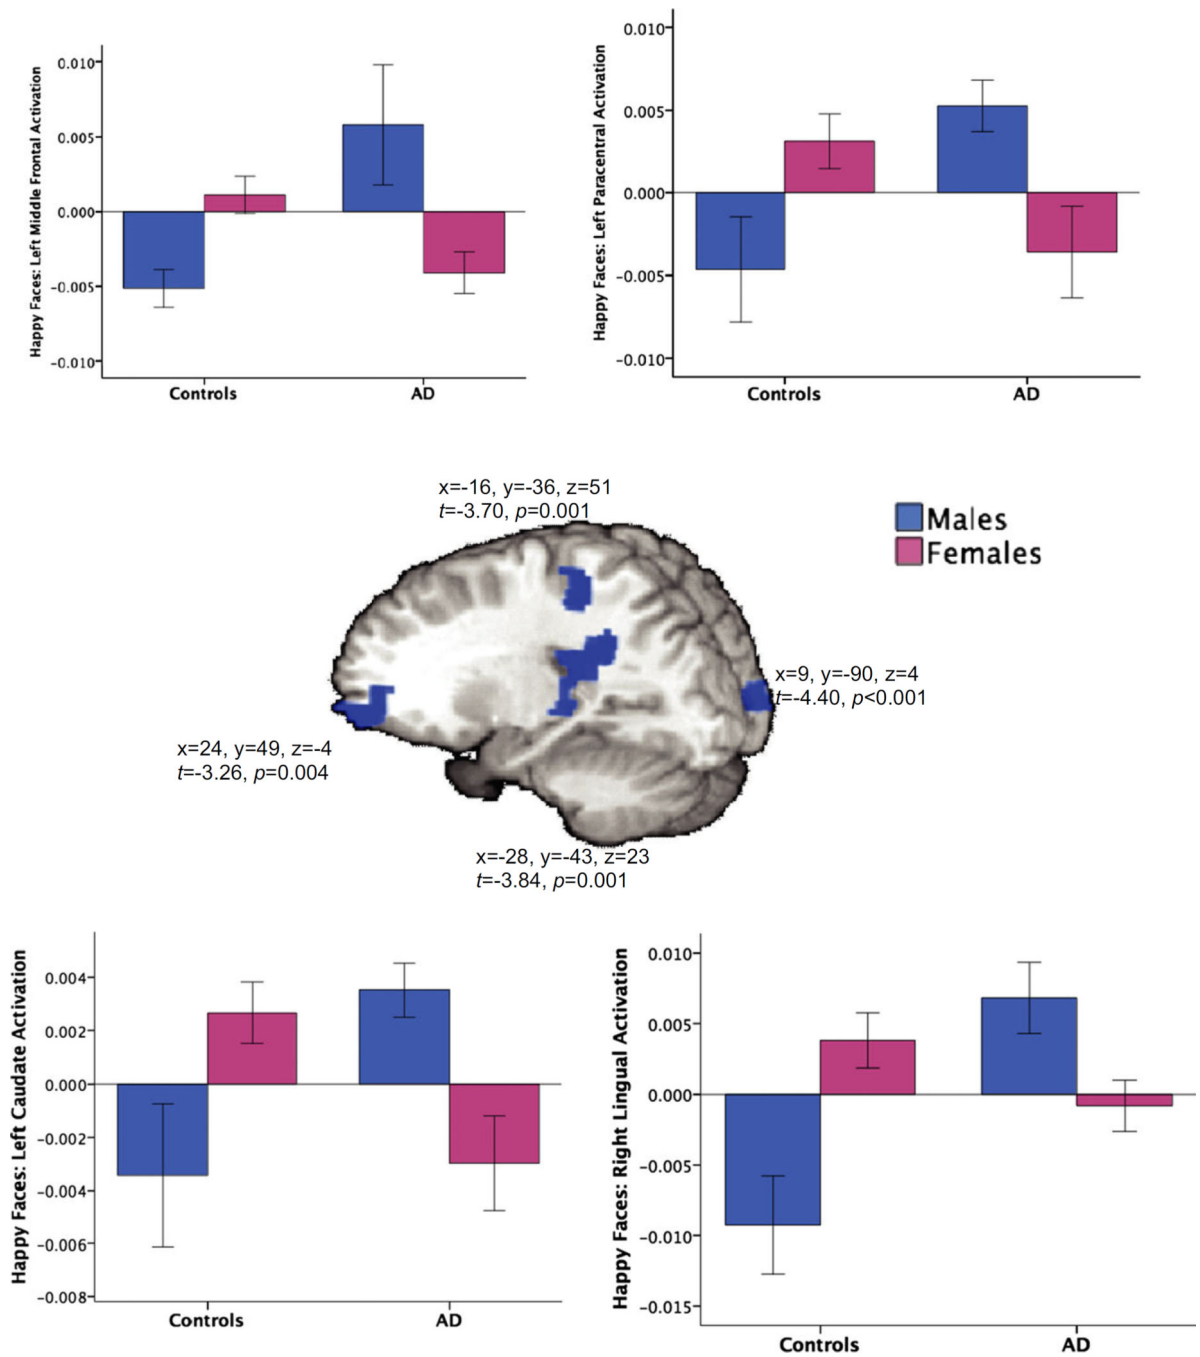 Happy Faces: Left Middle Frontal Activation
0.010
0.005
0.000
-0.005
-0.010
Controls
AD
Happy Faces: Left Paracentral Activation
0.010
0.005
0.000
-0.005
-0.010
Controls
AD
x=-16, y=-36, z=51
t=-3.70, p=0.001
Males
Females
x=9, y=-90, z=4
t=-4.40, p<0.001
x=24, y=49, z=-4
t=-3.26, p=0.004
x=-28, y=-43, z=23
t=-3.84, p=0.001
Happy Faces: Left Caudate Activation
0.004
0.002
0.000
-0.002
-0.004
-0.006
-0.008
Controls
AD
Happy Faces: Right Lingual Activation
0.010
0.005
0.000
-0.005
-0.010
-0.015
Controls
AD